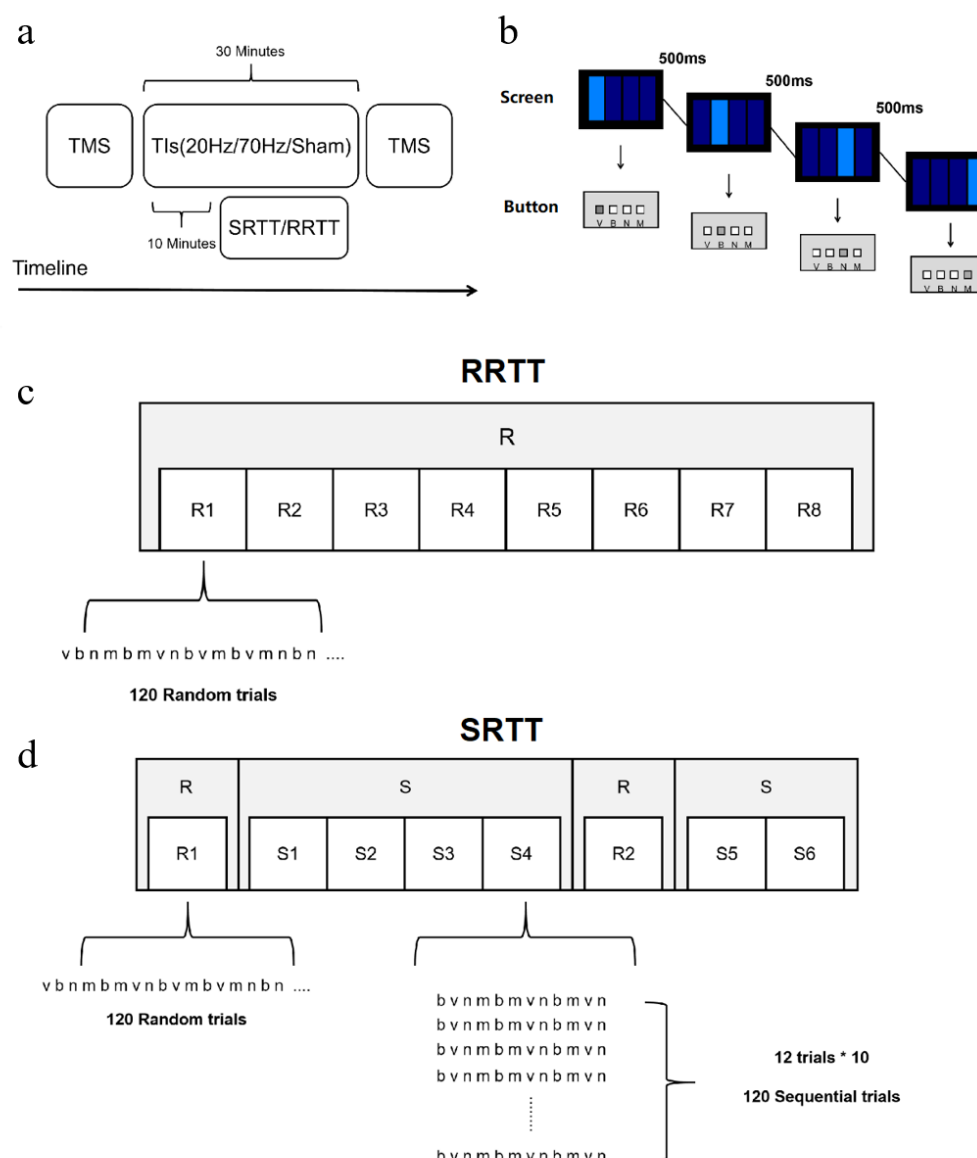 a
30 Minutes
TMS
TIs(20Hz/70Hz/Sham)
TMS
10 Minutes
SRTT/RRTT
Timeline
b
500ms
500ms
500ms
Screen
Button
V B N M
V B N M
V B N M
V B N M
c
RRTT
R
R1 R2 R3 R4 R5 R6 R7 R8
v b n m b m v n b v m b v m n b n ....
120 Random trials
d
SRTT
R S R S
R1 S1 S2 S3 S4 R2 S5 S6
v b n m b m v n b v m b v m n b n ....
120 Random trials
b v n m b m v n b m v n
b v n m b m v n b m v n
b v n m b m v n b m v n
b v n m b m v n b m v n
b v n m b m v n b m v n
12 trials * 10
120 Sequential trials